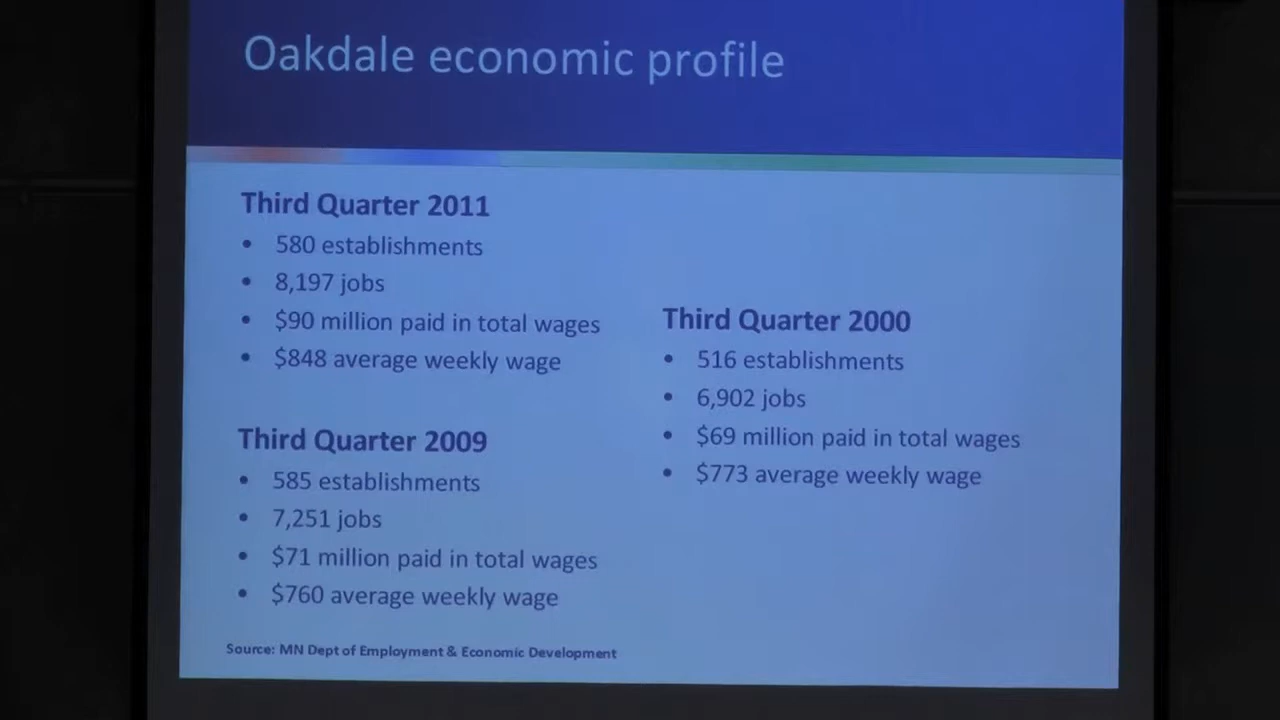 Oakdale economic profile
Third Quarter 2011
• 580 establishments
• 8,197 jobs
• $90 million paid in total wages
• $848 average weekly wage
Third Quarter 2009
• 585 establishments
• 7,251 jobs
• $71 million paid in total wages
• $760 average weekly wage
Third Quarter 2000
• 516 establishments
• 6,902 jobs
• $69 million paid in total wages
• $773 average weekly wage
Source: MN Dept of Employment & Economic Development